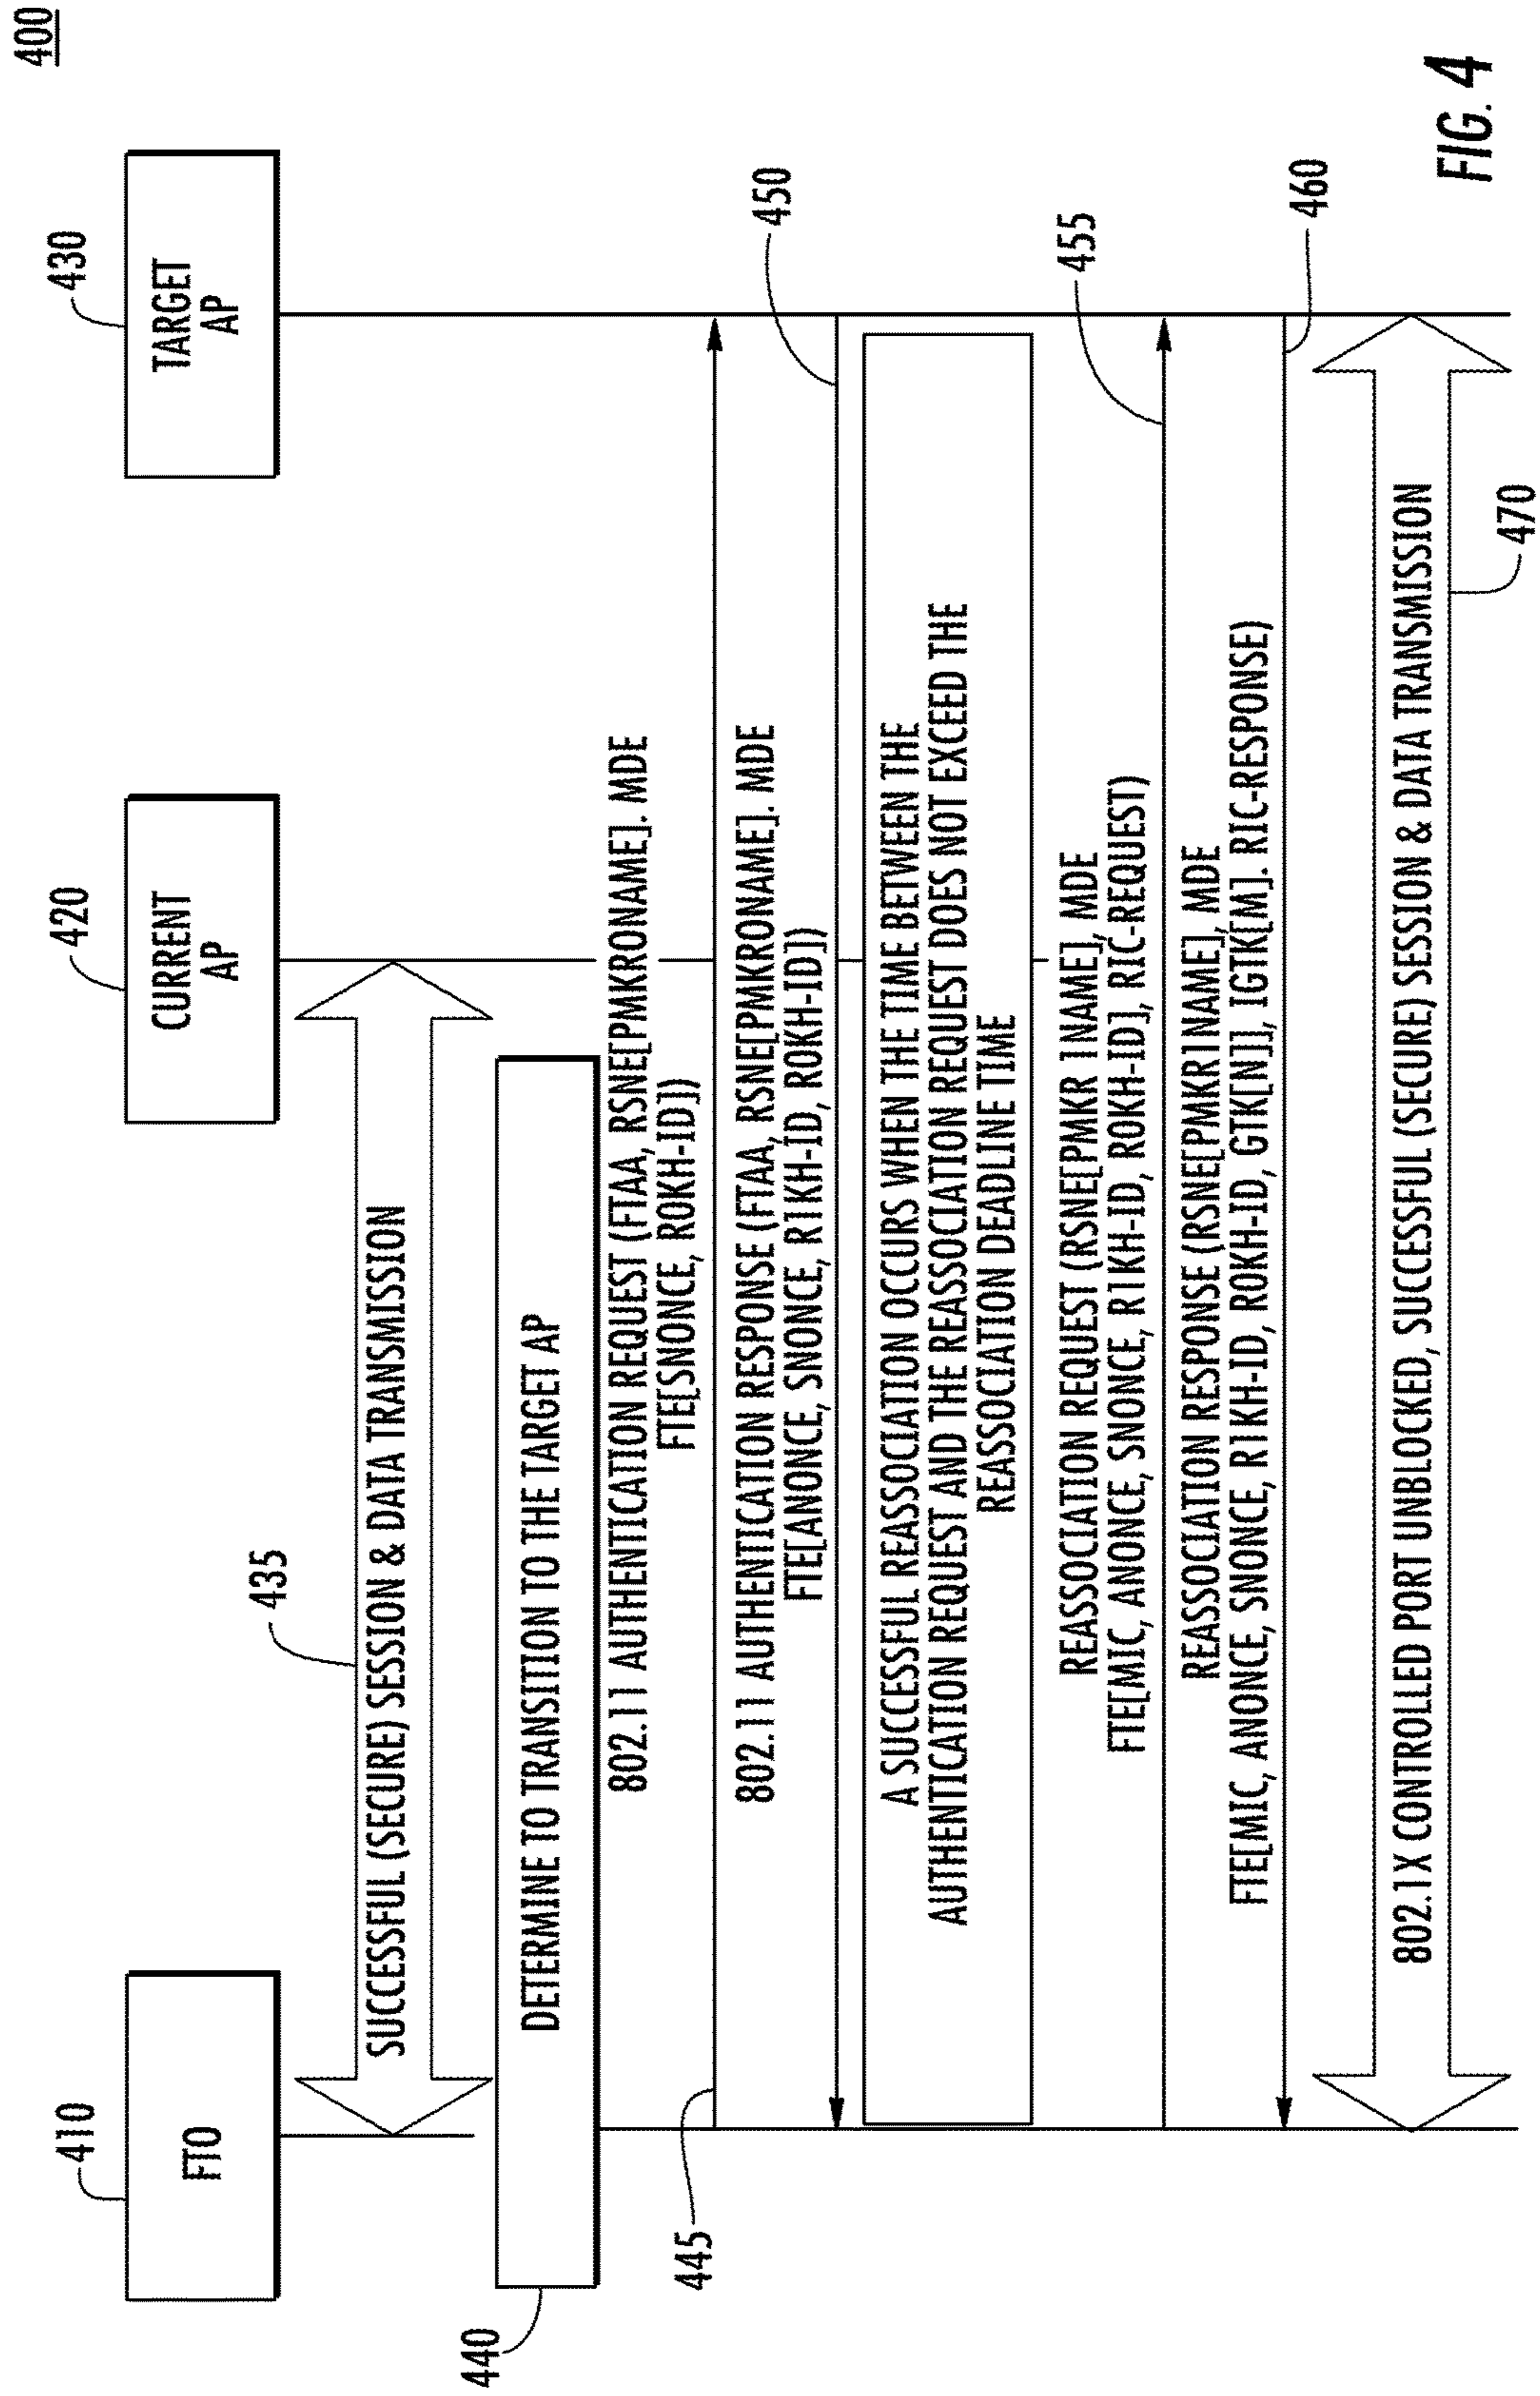 400
410
FTO
420
CURRENT
AP
430
TARGET
AP
435
SUCCESSFUL (SECURE) SESSION & DATA TRANSMISSION
440
DETERMINE TO TRANSITION TO THE TARGET AP
445
802.11 AUTHENTICATION REQUEST (FTAA, RSNE[PMKRONAME]. MDE
FTE[SNONCE, ROKH-ID])
450
802.11 AUTHENTICATION RESPONSE (FTAA, RSNE[PMKRONAME]. MDE
FTE[ANONCE, SNONCE, R1KH-ID, ROKH-ID])
A SUCCESSFUL REASSOCIATION OCCURS WHEN THE TIME BETWEEN THE
AUTHENTICATION REQUEST AND THE REASSOCIATION REQUEST DOES NOT EXCEED THE
REASSOCIATION DEADLINE TIME
455
REASSOCIATION REQUEST (RSNE[PMKR 1NAME], MDE
FTE[MIC, ANONCE, SNONCE, R1KH-ID, ROKH-ID], RIC-REQUEST)
460
REASSOCIATION RESPONSE (RSNE[PMKR1NAME], MDE
FTE[MIC, ANONCE, SNONCE, R1KH-ID, ROKH-ID, GTK[N]], IGTK[M]. RIC-RESPONSE)
802.1X CONTROLLED PORT UNBLOCKED, SUCCESSFUL (SECURE) SESSION & DATA TRANSMISSION
470
FIG. 4